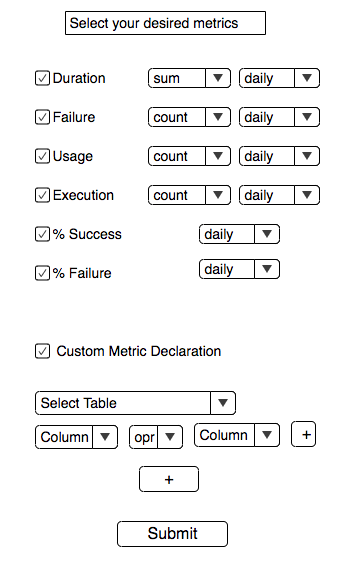 Select your desired metrics
Duration sum daily
Failure count daily
Usage count daily
Execution count daily
% Success daily
% Failure daily
Custom Metric Declaration
Select Table
Column opr Column +
+
Submit